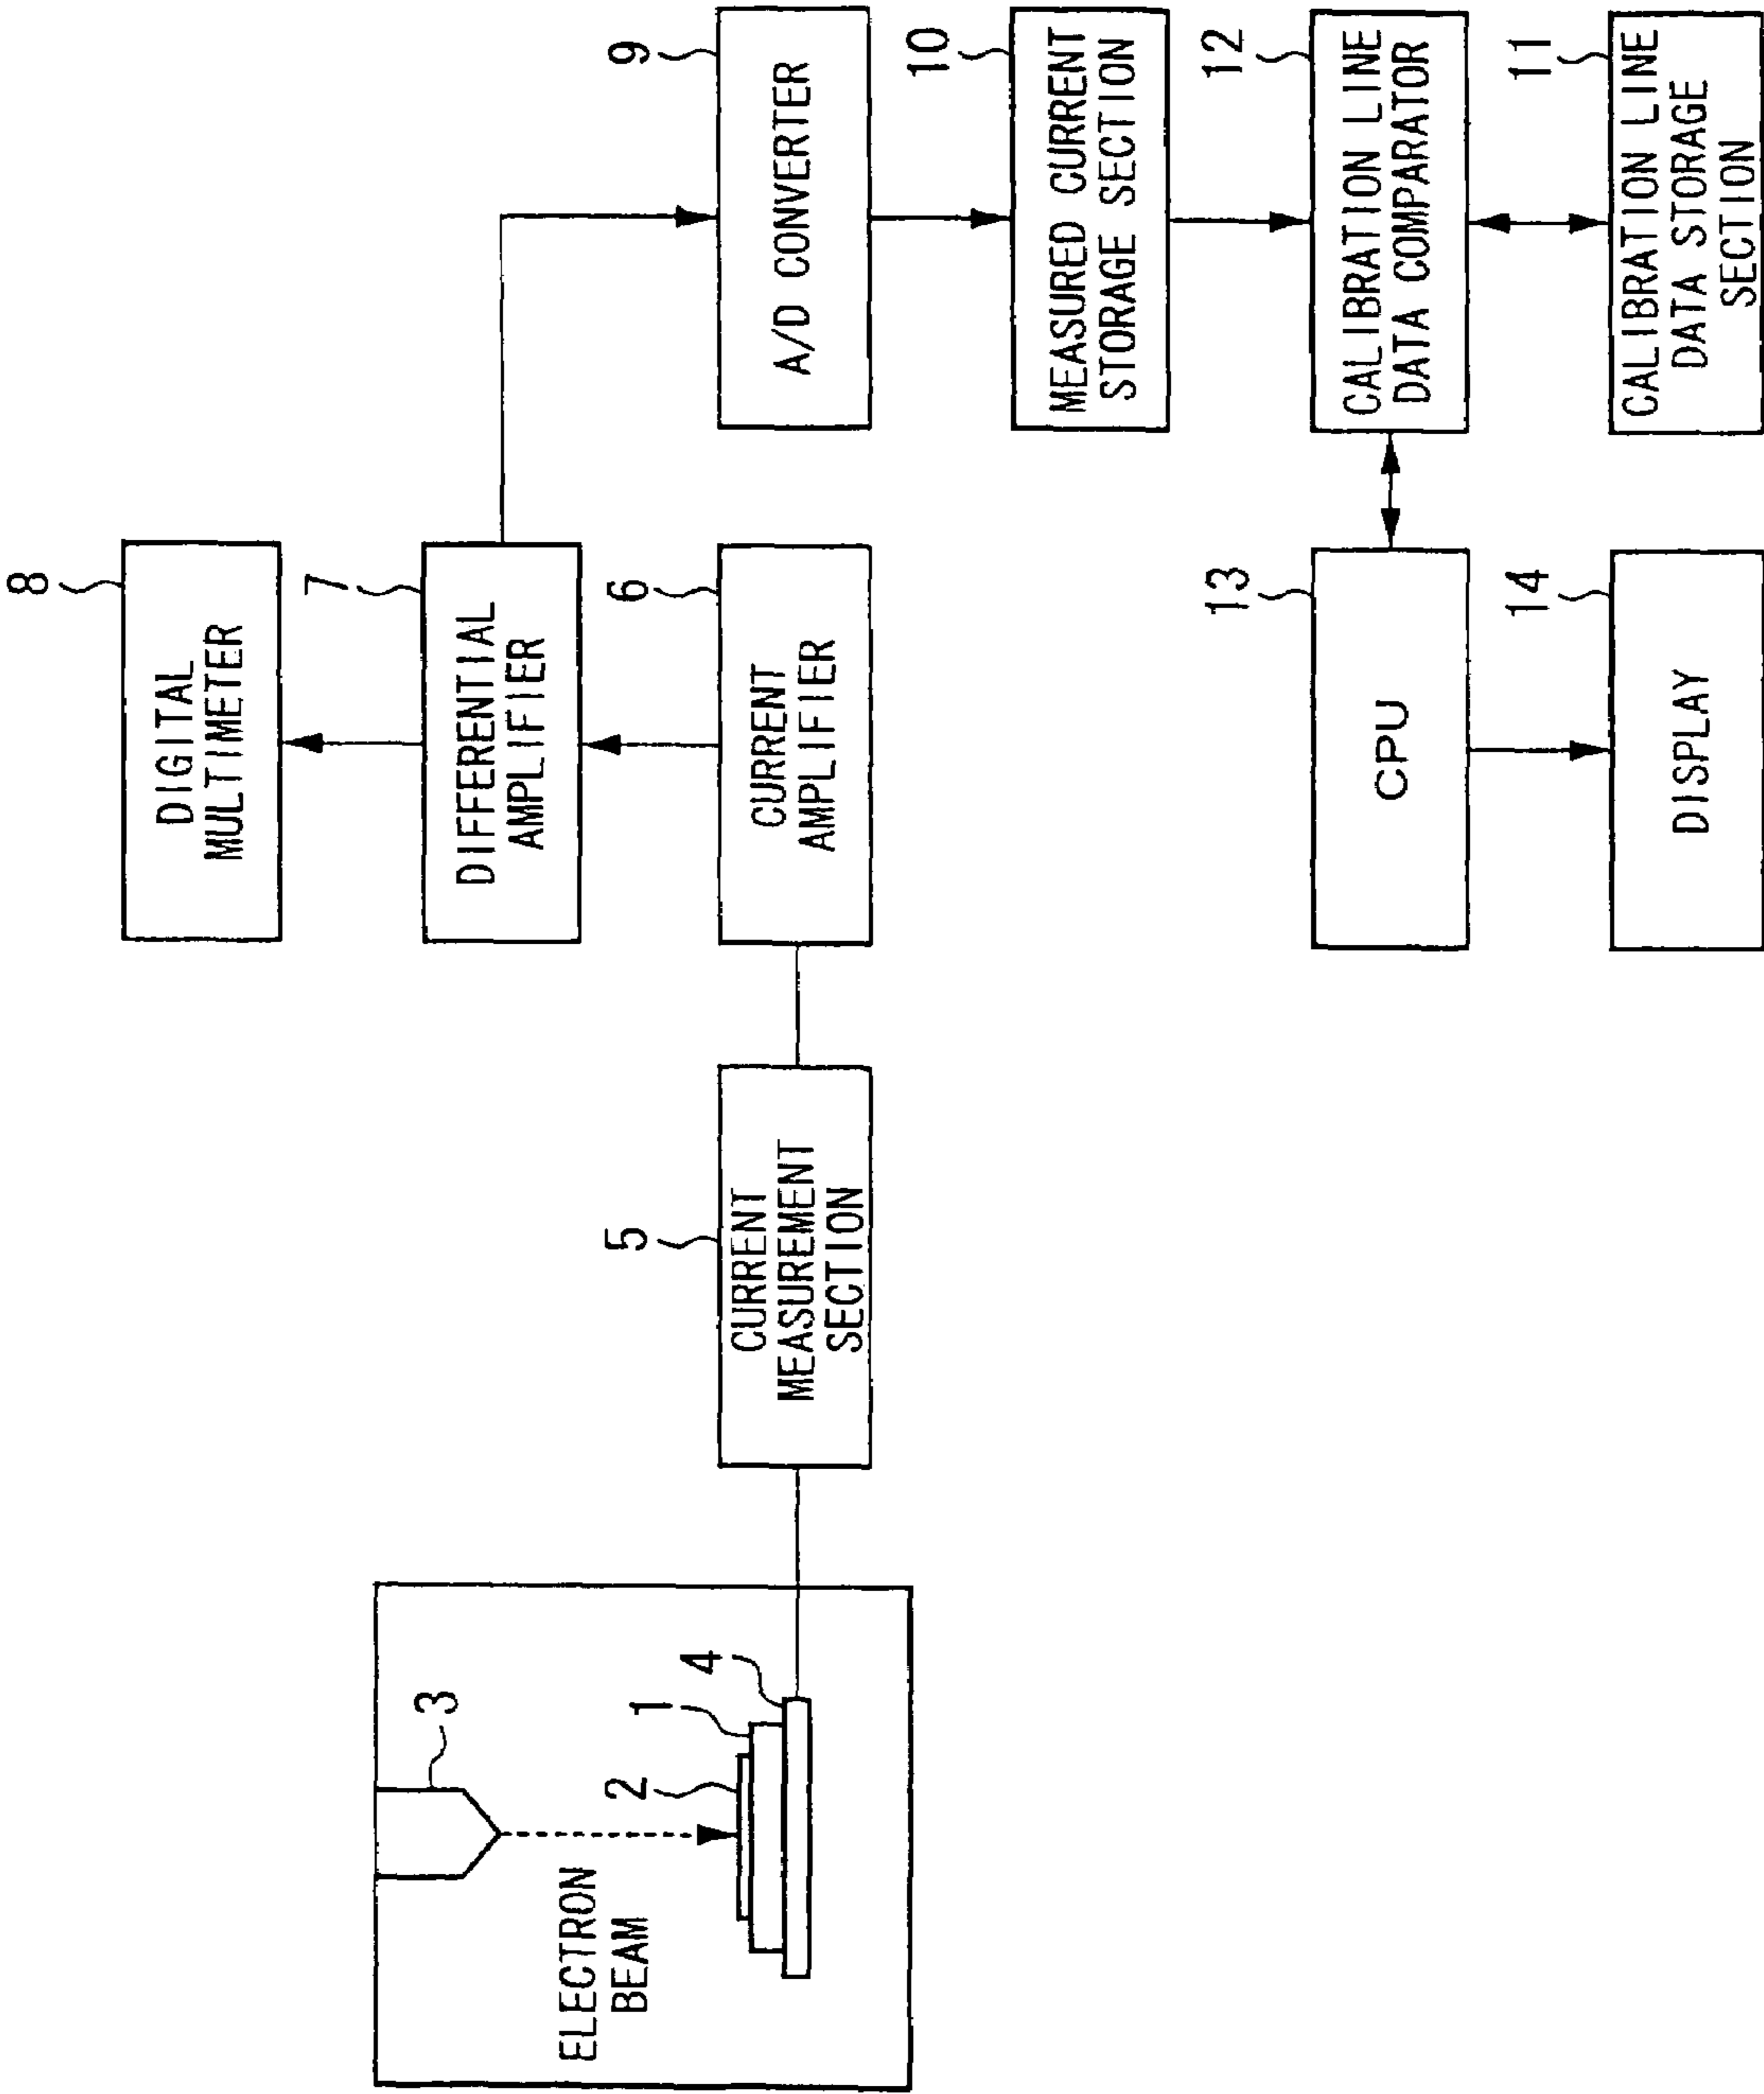 ELECTRON
BEAM
3
2
1
4
5
CURRENT
MEASUREMENT
SECTION
8
DIGITAL
MULTIMETER
7
DIFFERENTIAL
AMPLIFIER
6
CURRENT
AMPLIFIER
9
A/D CONVERTER
10
MEASURED CURRENT
STORAGE SECTION
12
CALIBRATION LINE
DATA COMPARATOR
11
CALIBRATION LINE
DATA STORAGE
SECTION
13
CPU
14
DISPLAY